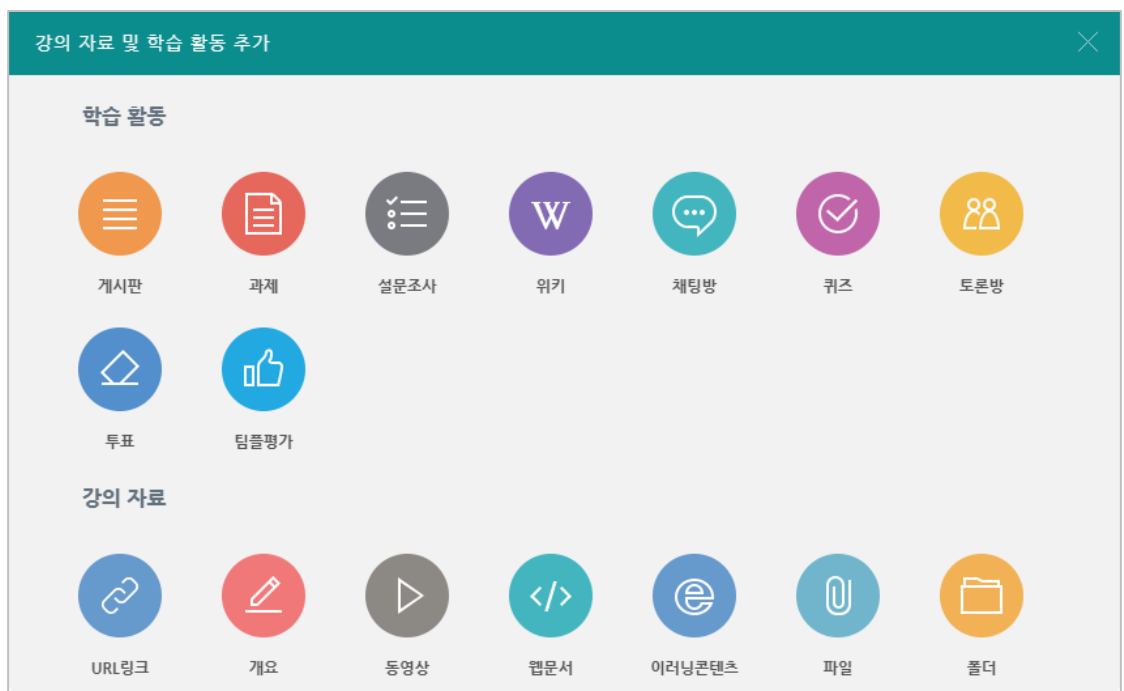 강의 자료 및 학습 활동 추가
학습 활동
게시판 과제 설문조사 위키 채팅방 퀴즈 토론방
투표 팀플평가
강의 자료
URL링크 개요 동영상 웹문서 이러닝콘텐츠 파일 폴더